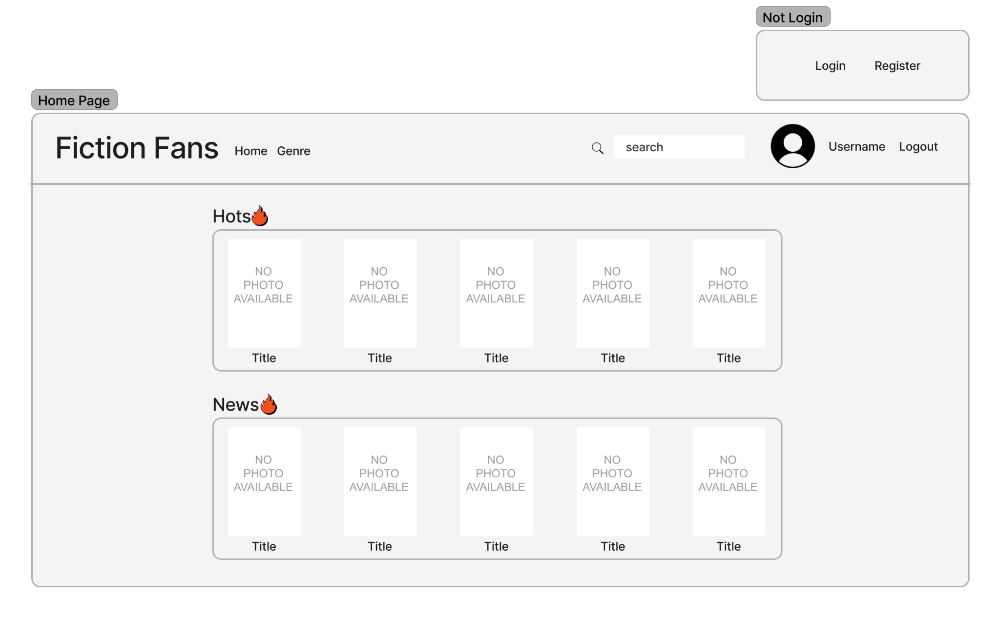 Not Login
Login Register
Home Page
Fiction Fans Home Genre search Username Logout
Hots
NO NO NO NO NO
PHOTO PHOTO PHOTO PHOTO PHOTO
AVAILABLE AVAILABLE AVAILABLE AVAILABLE AVAILABLE
Title Title Title Title Title
News
NO NO NO NO NO
PHOTO PHOTO PHOTO PHOTO PHOTO
AVAILABLE AVAILABLE AVAILABLE AVAILABLE AVAILABLE
Title Title Title Title Title